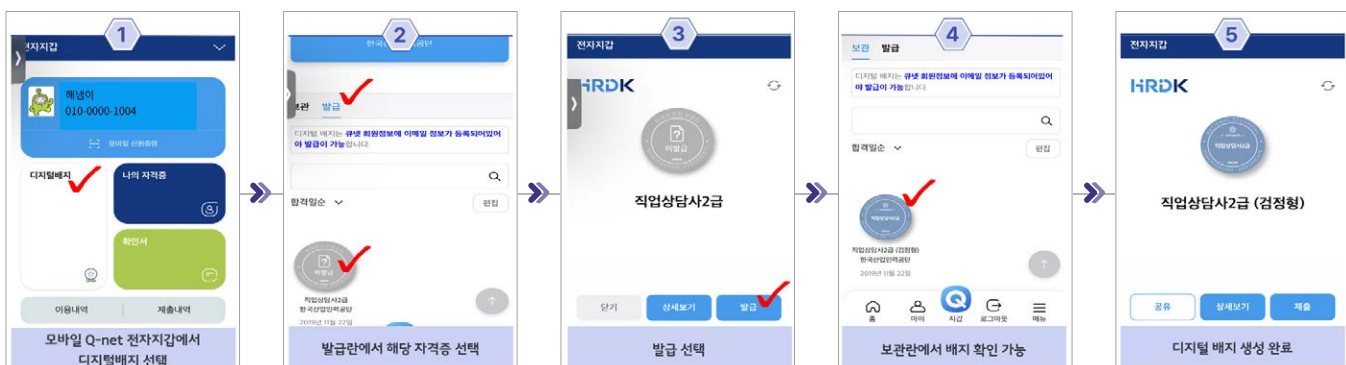 1
전자지갑
해냄이
010-0000-1004
모바일 신원증명
디지털배지
나의 자격증
확인서
이용내역 제출내역
모바일 Q-net 전자지갑에서
디지털배지 선택
2
한국산업인력공단
보관 발급
디지털 배지는 큐넷 회원정보에 이메일 정보가 등록되어있어
야 발급이 가능합니다.
합격일순 편집
미발급
직업상담사2급
한국산업인력공단
2019년 11월 22일
발급란에서 해당 자격증 선택
3
전자지갑
HRDK
미발급
직업상담사2급
닫기 상세보기 발급
발급 선택
4
보관 발급
디지털 배지는 큐넷 회원정보에 이메일 정보가 등록되어있어
야 발급이 가능합니다.
합격일순 편집
직업상담사2급
직업상담사2급 (검정형)
한국산업인력공단
2019년 11월 22일
홈 마이 지갑 로그아웃 메뉴
보관란에서 배지 확인 가능
5
전자지갑
HRDK
직업상담사2급
직업상담사2급 (검정형)
공유 상세보기 제출
디지털 배지 생성 완료